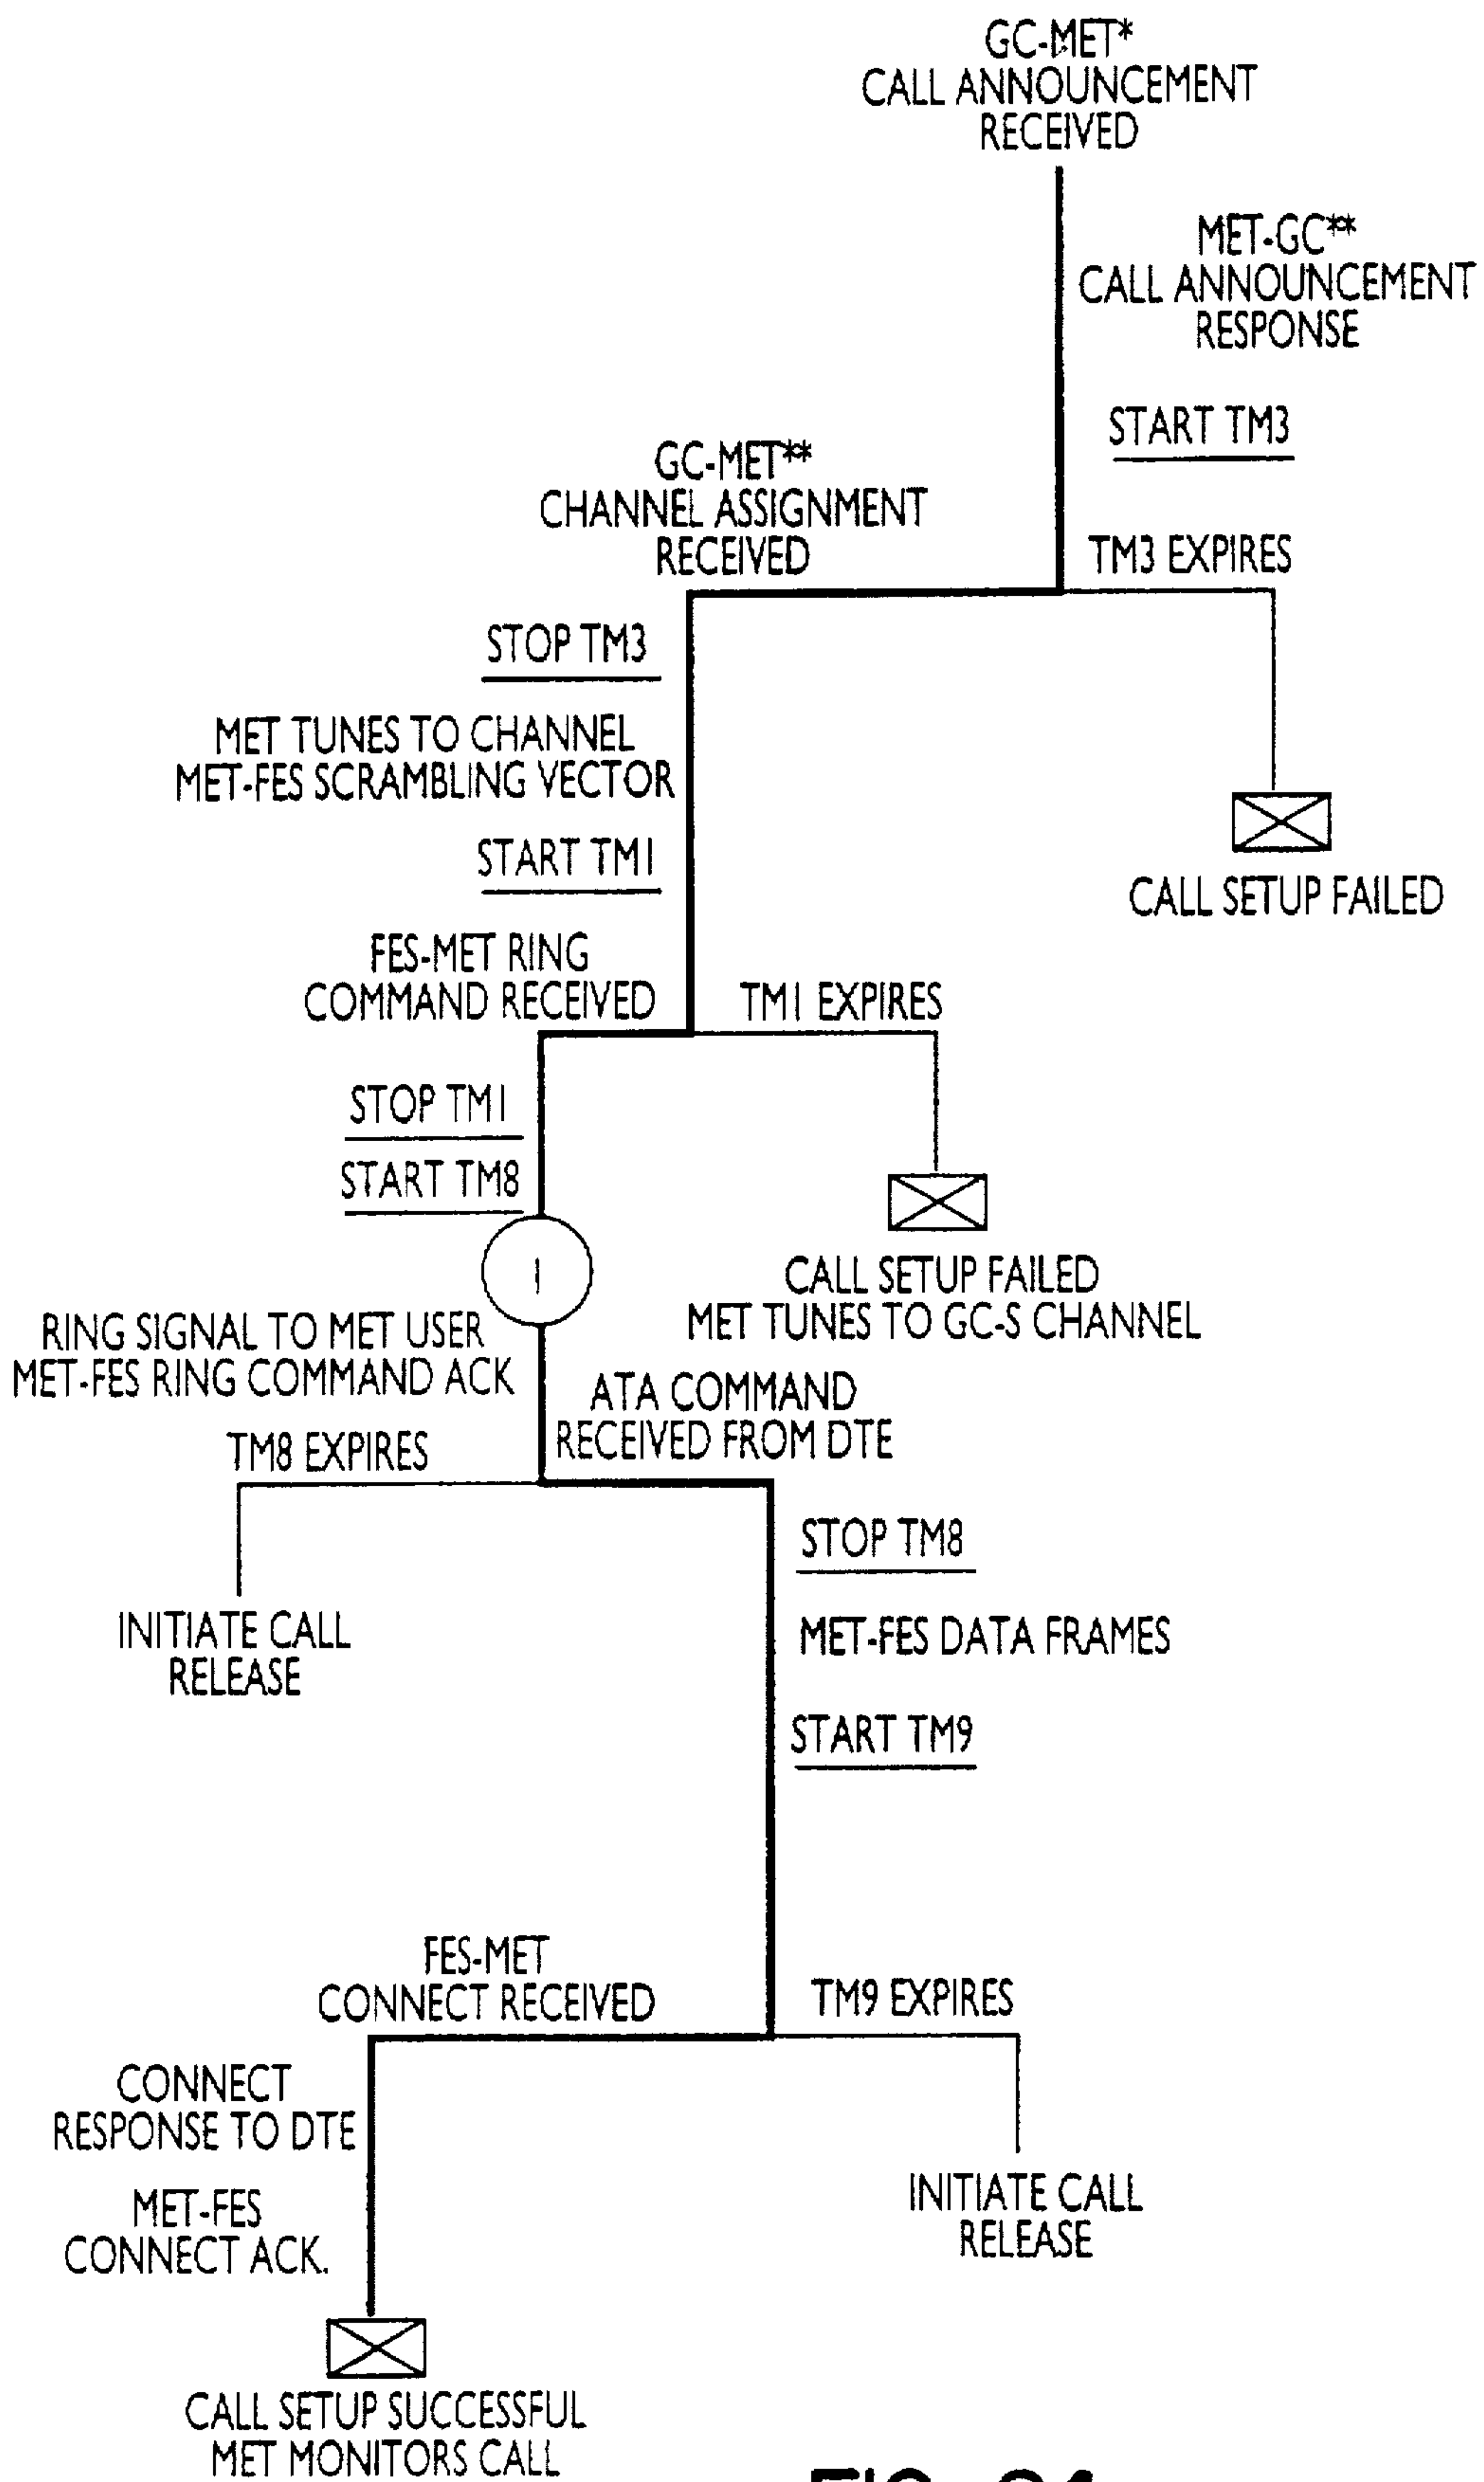 GC-MET*
CALL ANNOUNCEMENT
RECEIVED
MET-GC**
CALL ANNOUNCEMENT
RESPONSE
START TM3
GC-MET**
CHANNEL ASSIGNMENT
RECEIVED
TM3 EXPIRES
STOP TM3
MET TUNES TO CHANNEL
MET-FES SCRAMBLING VECTOR
START TM1
CALL SETUP FAILED
FES-MET RING
COMMAND RECEIVED
TM1 EXPIRES
STOP TM1
START TM8
1
CALL SETUP FAILED
MET TUNES TO GC-S CHANNEL
RING SIGNAL TO MET USER
MET-FES RING COMMAND ACK
ATA COMMAND
RECEIVED FROM DTE
TM8 EXPIRES
INITIATE CALL
RELEASE
STOP TM8
MET-FES DATA FRAMES
START TM9
FES-MET
CONNECT RECEIVED
TM9 EXPIRES
CONNECT
RESPONSE TO DTE
MET-FES
CONNECT ACK.
INITIATE CALL
RELEASE
CALL SETUP SUCCESSFUL
MET MONITORS CALL